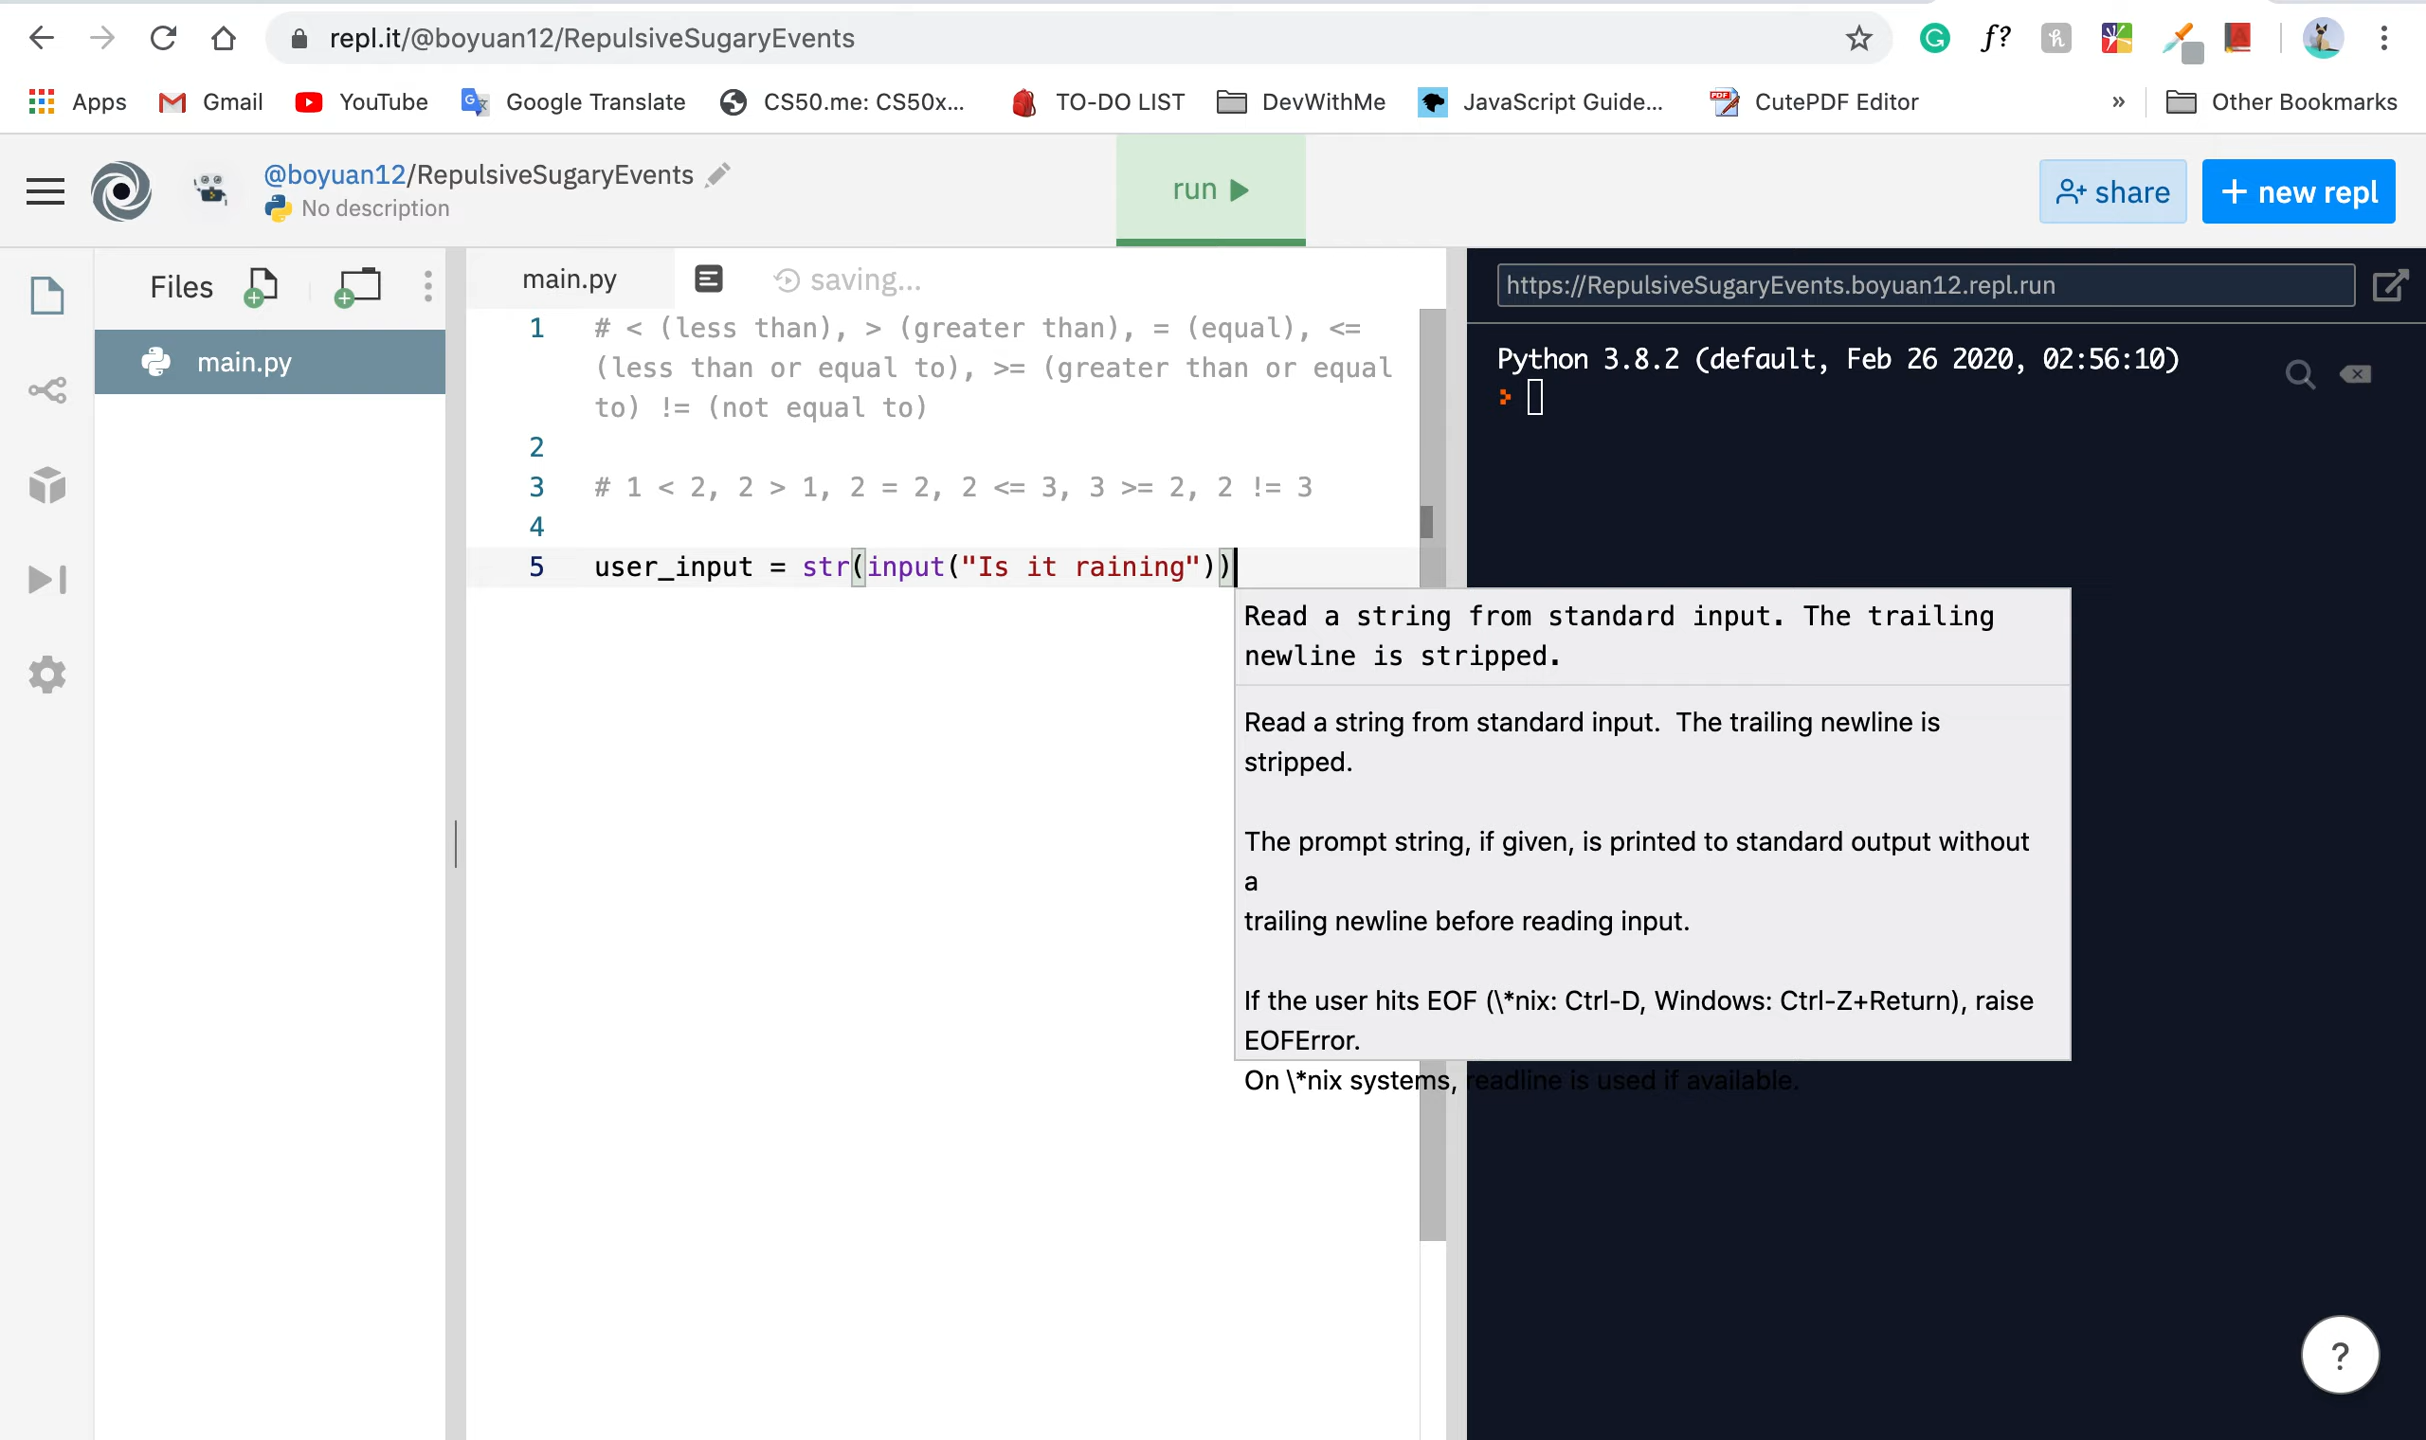 repl.it/@boyuan12/RepulsiveSugaryEvents
f?
Apps Gmail YouTube Google Translate CS50.me: CS50x... TO-DO LIST DevWithMe JavaScript Guide... CutePDF Editor » Other Bookmarks
@boyuan12/RepulsiveSugaryEvents
No description
run
share
+ new repl
Files
main.py
main.py
saving...
1 # < (less than), > (greater than), = (equal), <=
(less than or equal to), >= (greater than or equal
to) != (not equal to)
2
3 # 1 < 2, 2 > 1, 2 = 2, 2 <= 3, 3 >= 2, 2 != 3
4
5 user_input = str(input("Is it raining"))
Read a string from standard input. The trailing
newline is stripped.
Read a string from standard input. The trailing newline is
stripped.
The prompt string, if given, is printed to standard output without
a
trailing newline before reading input.
If the user hits EOF (\*nix: Ctrl-D, Windows: Ctrl-Z+Return), raise
EOFError.
On \*nix systems, readline is used if available.
https://RepulsiveSugaryEvents.boyuan12.repl.run
Python 3.8.2 (default, Feb 26 2020, 02:56:10)
?